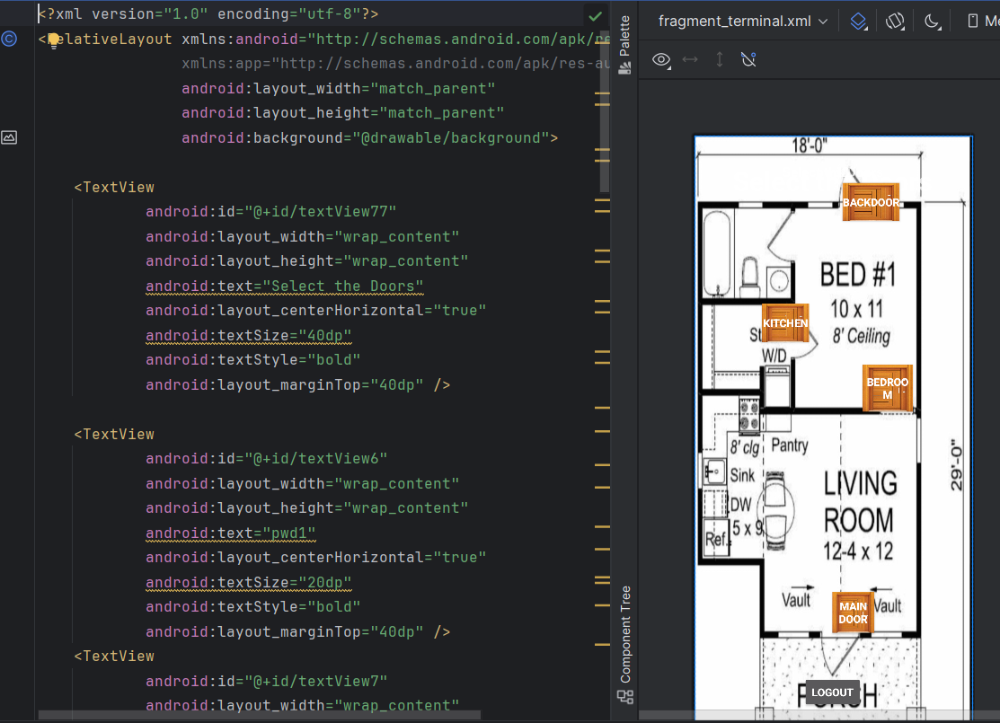 <?xml version="1.0" encoding="utf-8"?>
<RelativeLayout xmlns:android="http://schemas.android.com/apk/re
xmlns:app="http://schemas.android.com/apk/res-au
android:layout_width="match_parent"
android:layout_height="match_parent"
android:background="@drawable/background">
<TextView
android:id="@+id/textView77"
android:layout_width="wrap_content"
android:layout_height="wrap_content"
android:text="Select the Doors"
android:layout_centerHorizontal="true"
android:textSize="40dp"
android:textStyle="bold"
android:layout_marginTop="40dp" />
<TextView
android:id="@+id/textView6"
android:layout_width="wrap_content"
android:layout_height="wrap_content"
android:text="pwd1"
android:layout_centerHorizontal="true"
android:textSize="20dp"
android:textStyle="bold"
android:layout_marginTop="40dp" />
<TextView
android:id="@+id/textView7"
android:layout_width="wrap_content"
Palette
Component Tree
fragment_terminal.xml
Me
18'-0"
BACKDOOR
BED #1
10 x 11
8' Ceiling
KITCHEN
St
W/D
BEDROO
M
8' clg
Pantry
Sink
DW
5 x 9
Ref.
29'-0"
LIVING
ROOM
12-4 x 12
Vault
Vault
MAIN
DOOR
LOGOUT